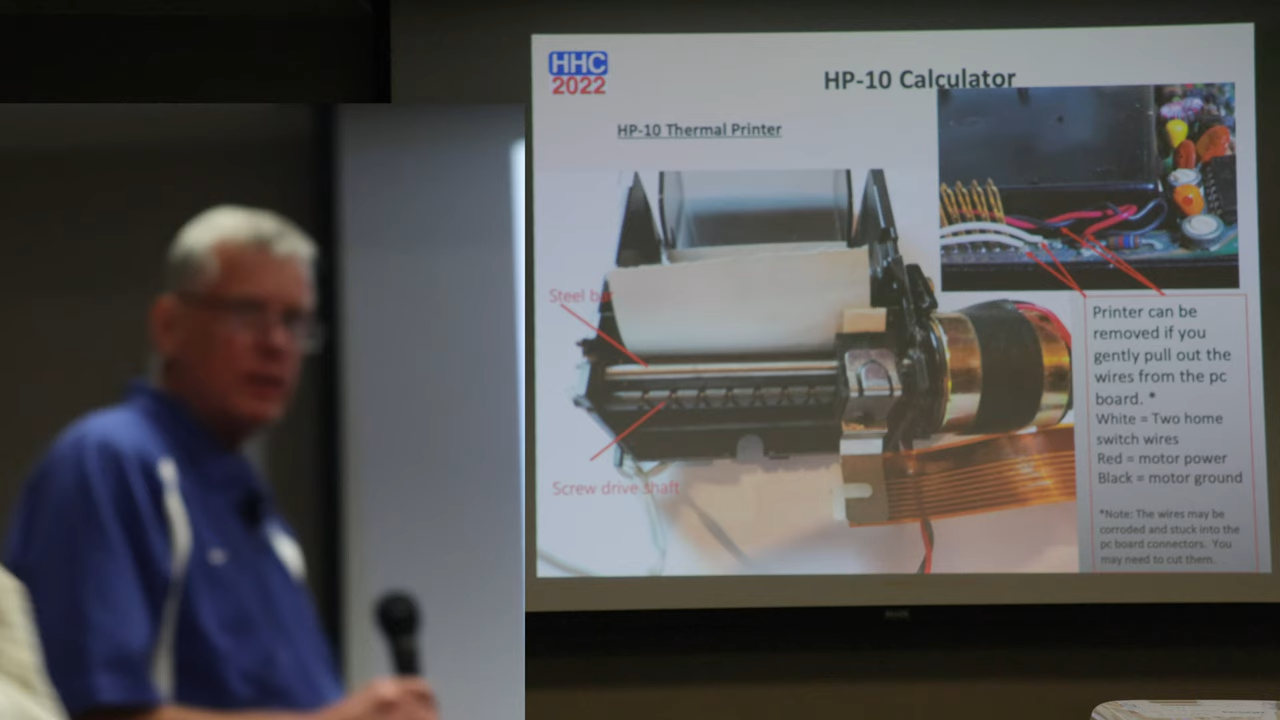 HHC
2022
HP-10 Calculator
HP-10 Thermal Printer
Steel bar
Screw drive shaft
Printer can be
removed if you
gently pull out the
wires from the pc
board. *
White = Two home
switch wires
Red = motor power
Black = motor ground
*Note: The wires may be
corroded and stuck into the
pc board connectors. You
may need to cut them.